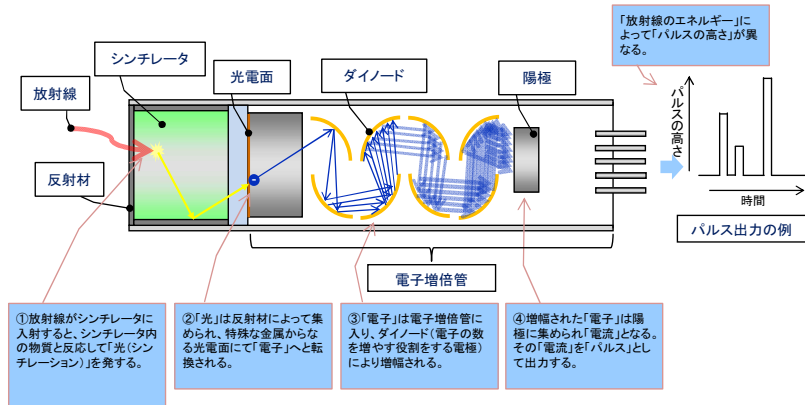 シンチレータ
光電面
ダイノード
陽極
放射線
反射材
電子増倍管
「放射線のエネルギー」に
よって「パルスの高さ」が異
なる。
パルスの高さ
時間
パルス出力の例
①放射線がシンチレータに
入射すると、シンチレータ内
の物質と反応して「光(シン
チレーション)」を発する。
②「光」は反射材によって集
められ、特殊な金属からな
る光電面にて「電子」へと転
換される。
③「電子」は電子増倍管に
入り、ダイノード(電子の数
を増やす役割をする電極)
により増幅される。
④増幅された「電子」は陽
極に集められ「電流」となる。
その「電流」を「パルス」とし
て出力する。